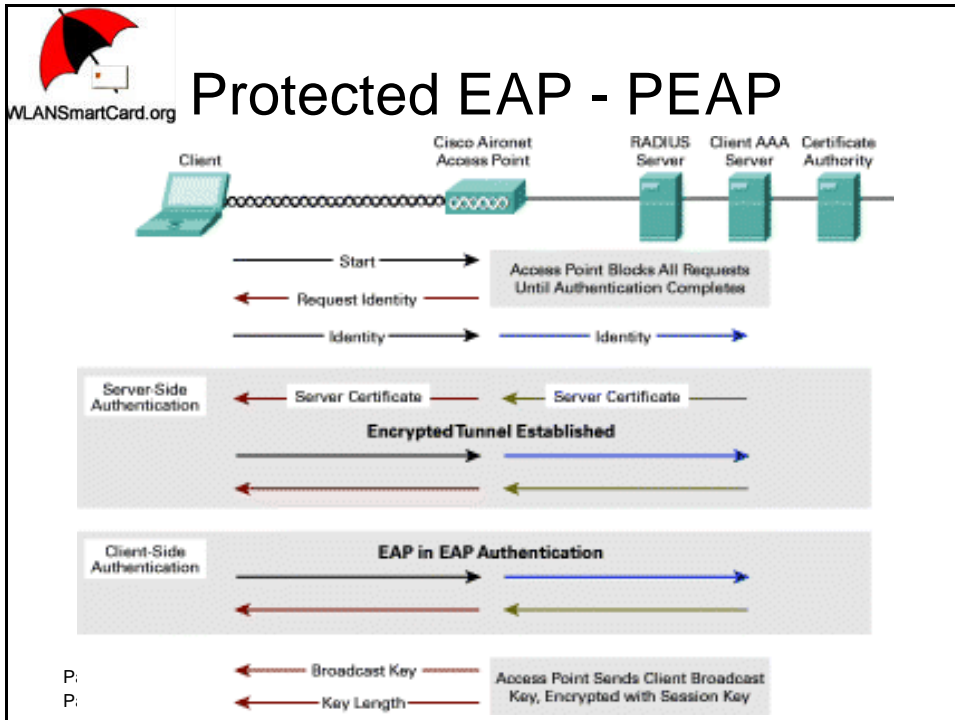 WLANSmartCard.org
Protected EAP - PEAP
Client
Cisco Aironet
Access Point
RADIUS
Server
Client AAA
Server
Certificate
Authority
Start
Access Point Blocks All Requests
Until Authentication Completes
Request Identity
Identity
Identity
Server-Side
Authentication
Server Certificate
Server Certificate
Encrypted Tunnel Established
Client-Side
Authentication
EAP in EAP Authentication
Broadcast Key
Key Length
Access Point Sends Client Broadcast
Key, Encrypted with Session Key